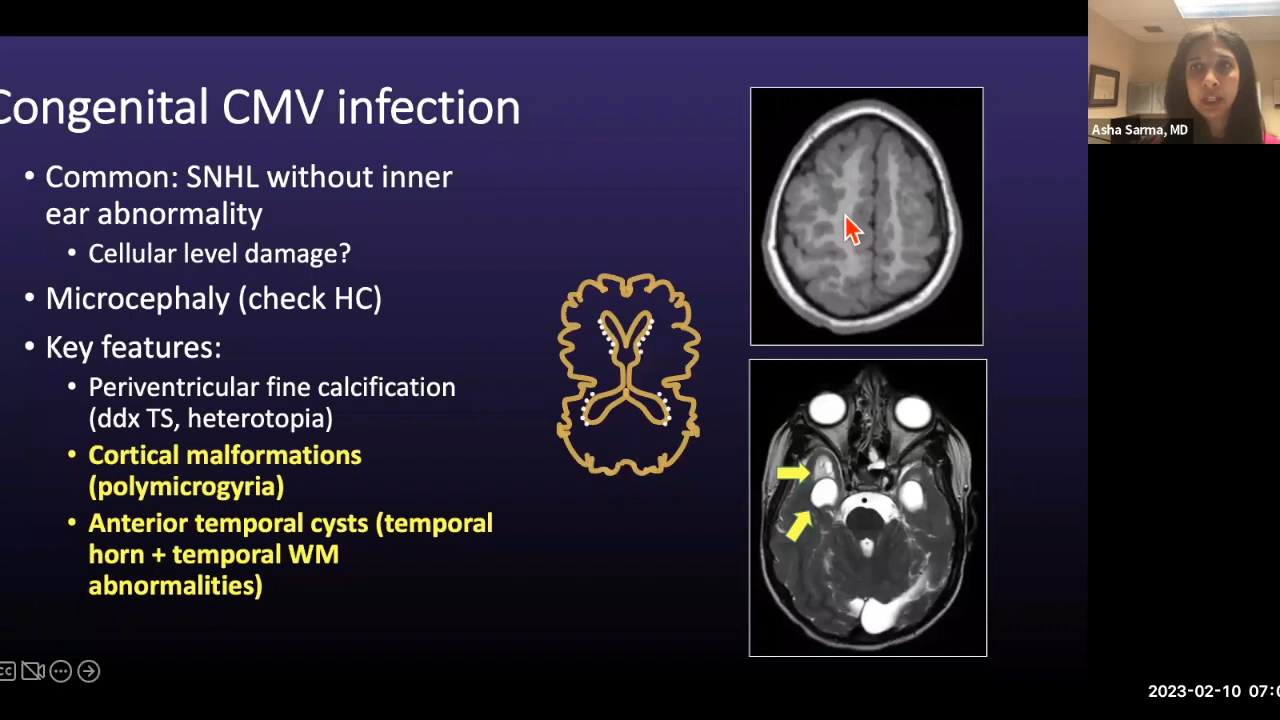 Congenital CMV infection
• Common: SNHL without inner
ear abnormality
• Cellular level damage?
• Microcephaly (check HC)
• Key features:
• Periventricular fine calcification
(ddx TS, heterotopia)
• Cortical malformations
(polymicrogyria)
• Anterior temporal cysts (temporal
horn + temporal WM
abnormalities)
Asha Sarma, MD
CC
2023-02-10 07:0